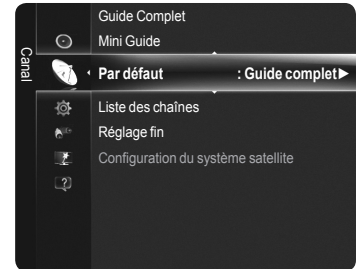 Canal
Guide Complet
Mini Guide
Par défaut : Guide complet►
Liste des chaînes
Réglage fin
Configuration du système satellite